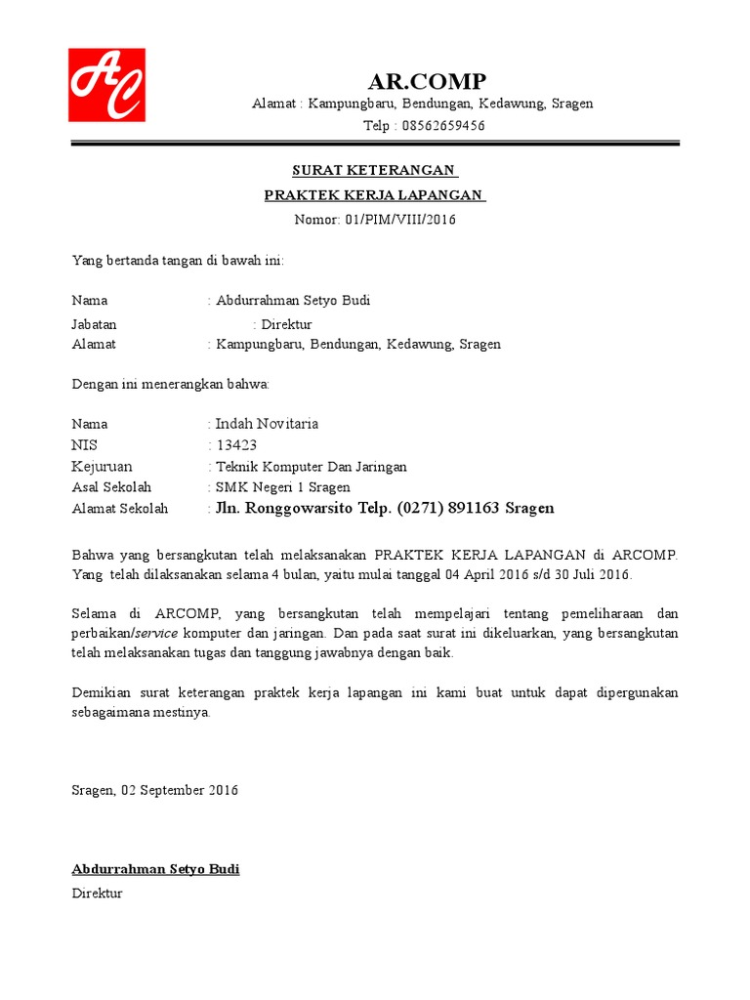 AC
AR.COMP
Alamat : Kampungbaru, Bendungan, Kedawung, Sragen
Telp : 08562659456
SURAT KETERANGAN
PRAKTEK KERJA LAPANGAN
Nomor: 01/PIM/VIII/2016
Yang bertanda tangan di bawah ini:
Nama : Abdurrahman Setyo Budi
Jabatan : Direktur
Alamat : Kampungbaru, Bendungan, Kedawung, Sragen
Dengan ini menerangkan bahwa:
Nama : Indah Novitaria
NIS : 13423
Kejuruan : Teknik Komputer Dan Jaringan
Asal Sekolah : SMK Negeri 1 Sragen
Alamat Sekolah : Jln. Ronggowarsito Telp. (0271) 891163 Sragen
Bahwa yang bersangkutan telah melaksanakan PRAKTEK KERJA LAPANGAN di ARCOMP.
Yang telah dilaksanakan selama 4 bulan, yaitu mulai tanggal 04 April 2016 s/d 30 Juli 2016.
Selama di ARCOMP, yang bersangkutan telah mempelajari tentang pemeliharaan dan
perbaikan/service komputer dan jaringan. Dan pada saat surat ini dikeluarkan, yang bersangkutan
telah melaksanakan tugas dan tanggung jawabnya dengan baik.
Demikian surat keterangan praktek kerja lapangan ini kami buat untuk dapat dipergunakan
sebagaimana mestinya.
Sragen, 02 September 2016
Abdurrahman Setyo Budi
Direktur